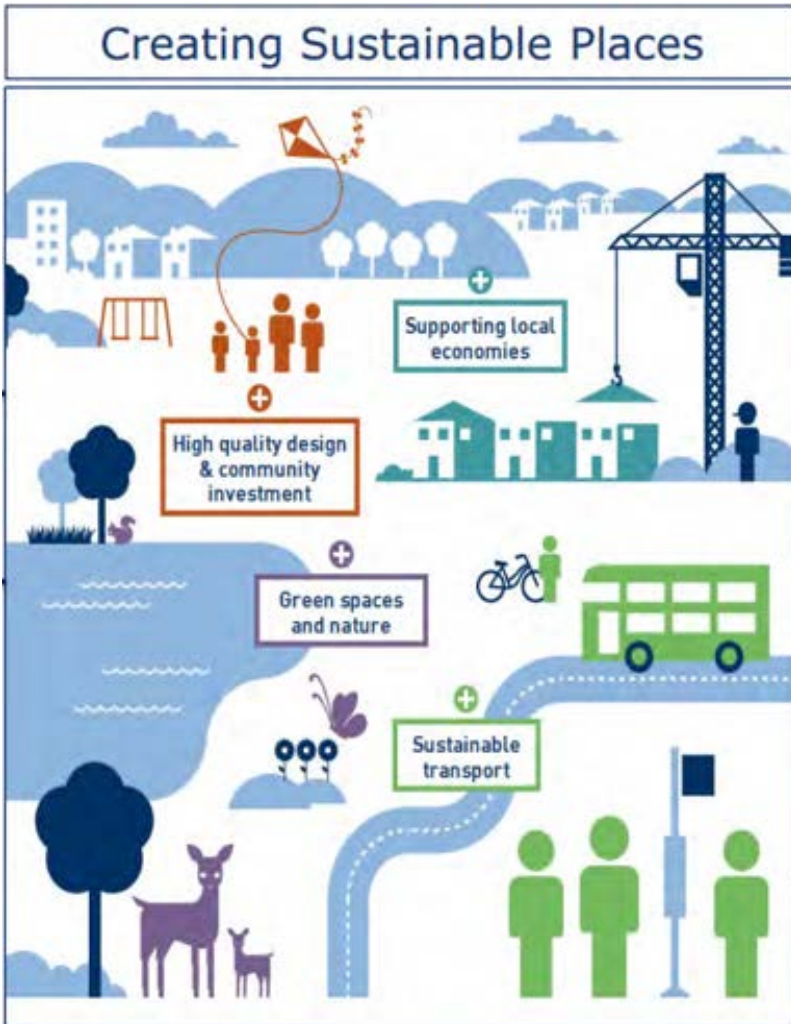 Creating Sustainable Places
Supporting local
economies
High quality design
& community
investment
Green spaces
and nature
Sustainable
transport